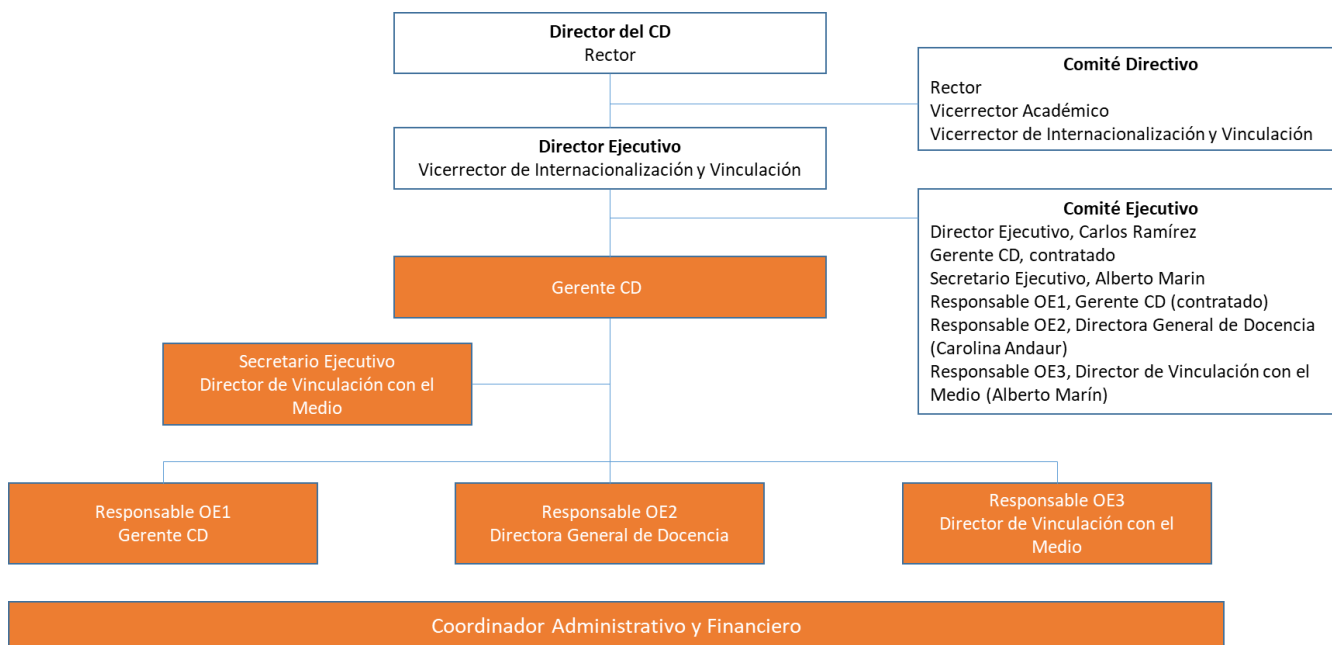 Director del CD
Rector
Comité Directivo
Rector
Vicerrector Académico
Vicerrector de Internacionalización y Vinculación
Director Ejecutivo
Vicerrector de Internacionalización y Vinculación
Comité Ejecutivo
Director Ejecutivo, Carlos Ramírez
Gerente CD, contratado
Secretario Ejecutivo, Alberto Marin
Responsable OE1, Gerente CD (contratado)
Responsable OE2, Directora General de Docencia
(Carolina Andaur)
Responsable OE3, Director de Vinculación con el
Medio (Alberto Marín)
Gerente CD
Secretario Ejecutivo
Director de Vinculación con el
Medio
Responsable OE1
Gerente CD
Responsable OE2
Directora General de Docencia
Responsable OE3
Director de Vinculación con el
Medio
Coordinador Administrativo y Financiero